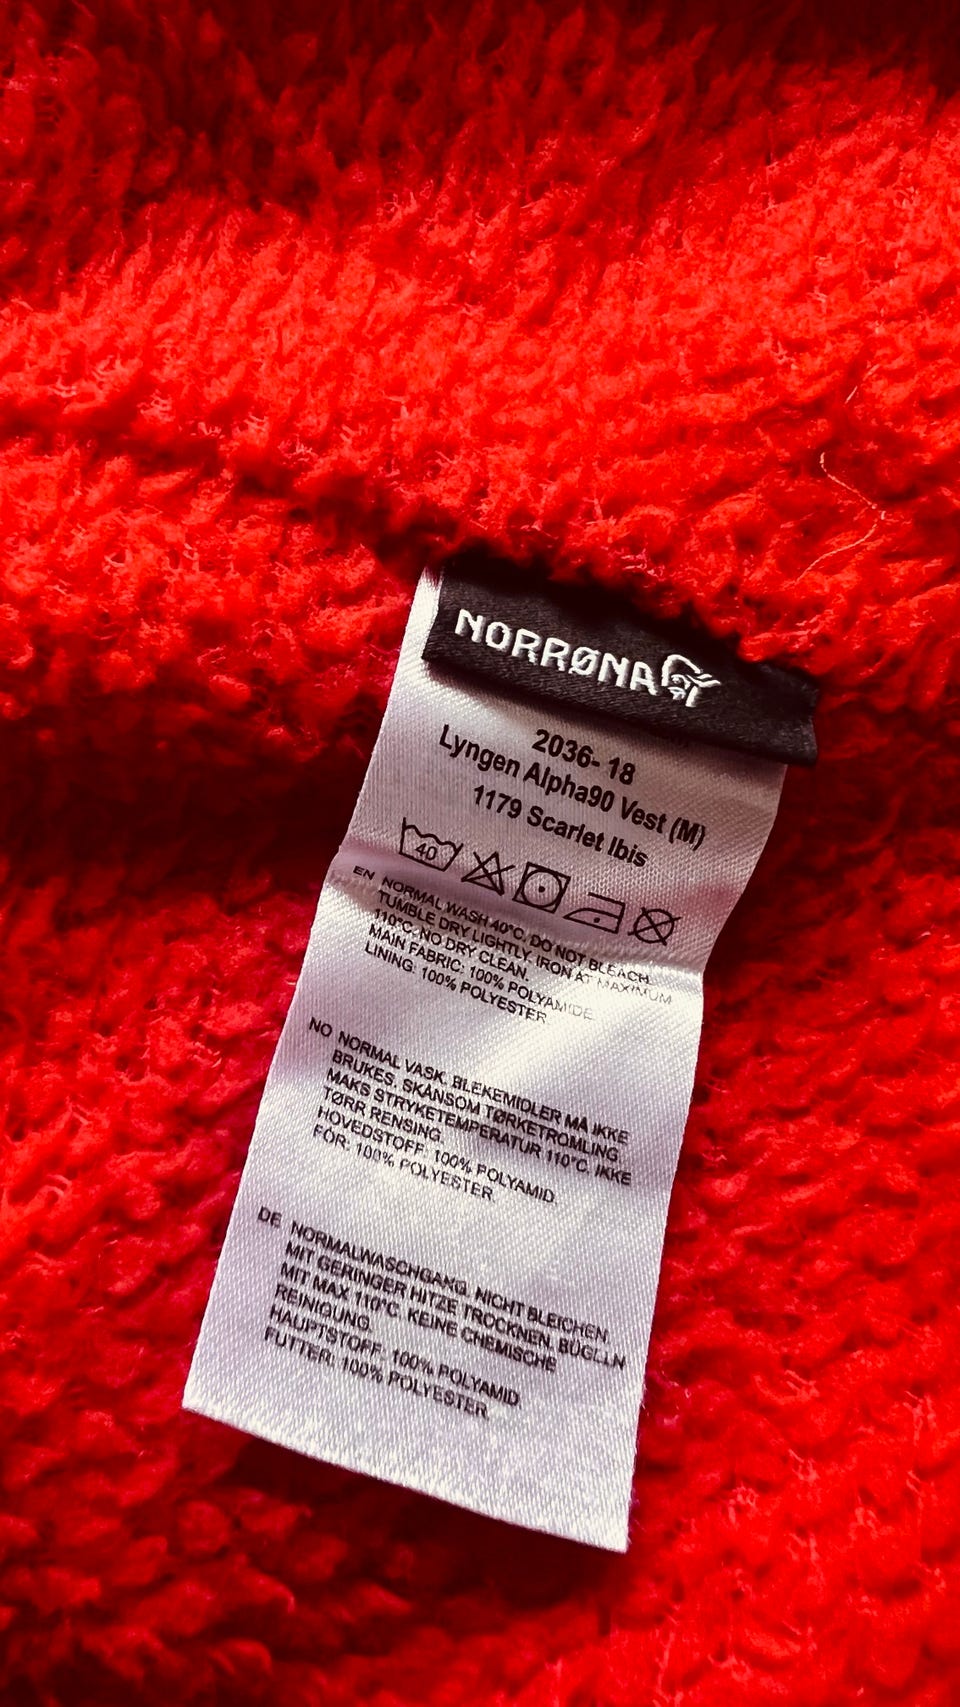 NORRØNA
2036- 18
Lyngen Alpha90 Vest (M)
1179 Scarlet Ibis
40
EN NORMAL WASH 40°C. DO NOT BLEACH.
TUMBLE DRY LIGHTLY. IRON AT MAXIMUM
110°C. NO DRY CLEAN.
MAIN FABRIC: 100% POLYAMIDE.
LINING: 100% POLYESTER.
NO NORMAL VASK. BLEKEMIDLER MÅ IKKE
BRUKES. SKÅNSOM TØRKETROMLING.
MAKS STRYKETEMPERATUR 110°C. IKKE
TØRR RENSING.
HOVEDSTOFF: 100% POLYAMID.
FÔR: 100% POLYESTER.
DE NORMALWASCHGANG. NICHT BLEICHEN.
MIT GERINGER HITZE TROCKNEN. BÜGELN
MIT MAX 110°C. KEINE CHEMISCHE
REINIGUNG.
HAUPTSTOFF: 100% POLYAMID.
FUTTER: 100% POLYESTER.